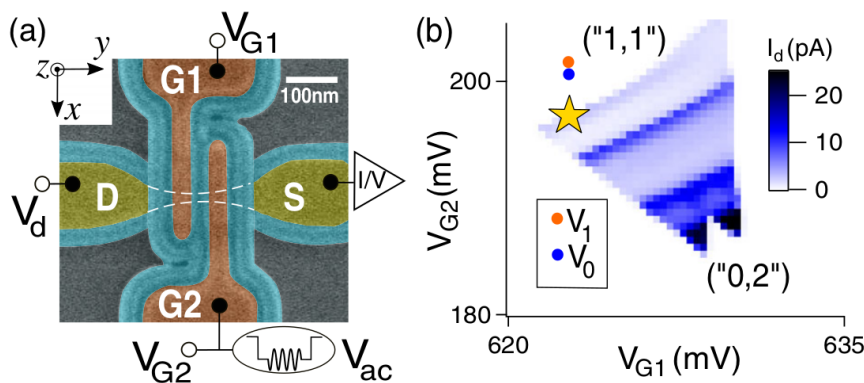 (a)
V_G1
z
y
x
G1
100nm
D
S
I/V
V_d
G2
V_G2
V_ac
(b)
("1,1")
I_d (pA)
20
10
0
200
180
V_G2 (mV)
V_1
V_0
("0,2")
620
635
V_G1 (mV)